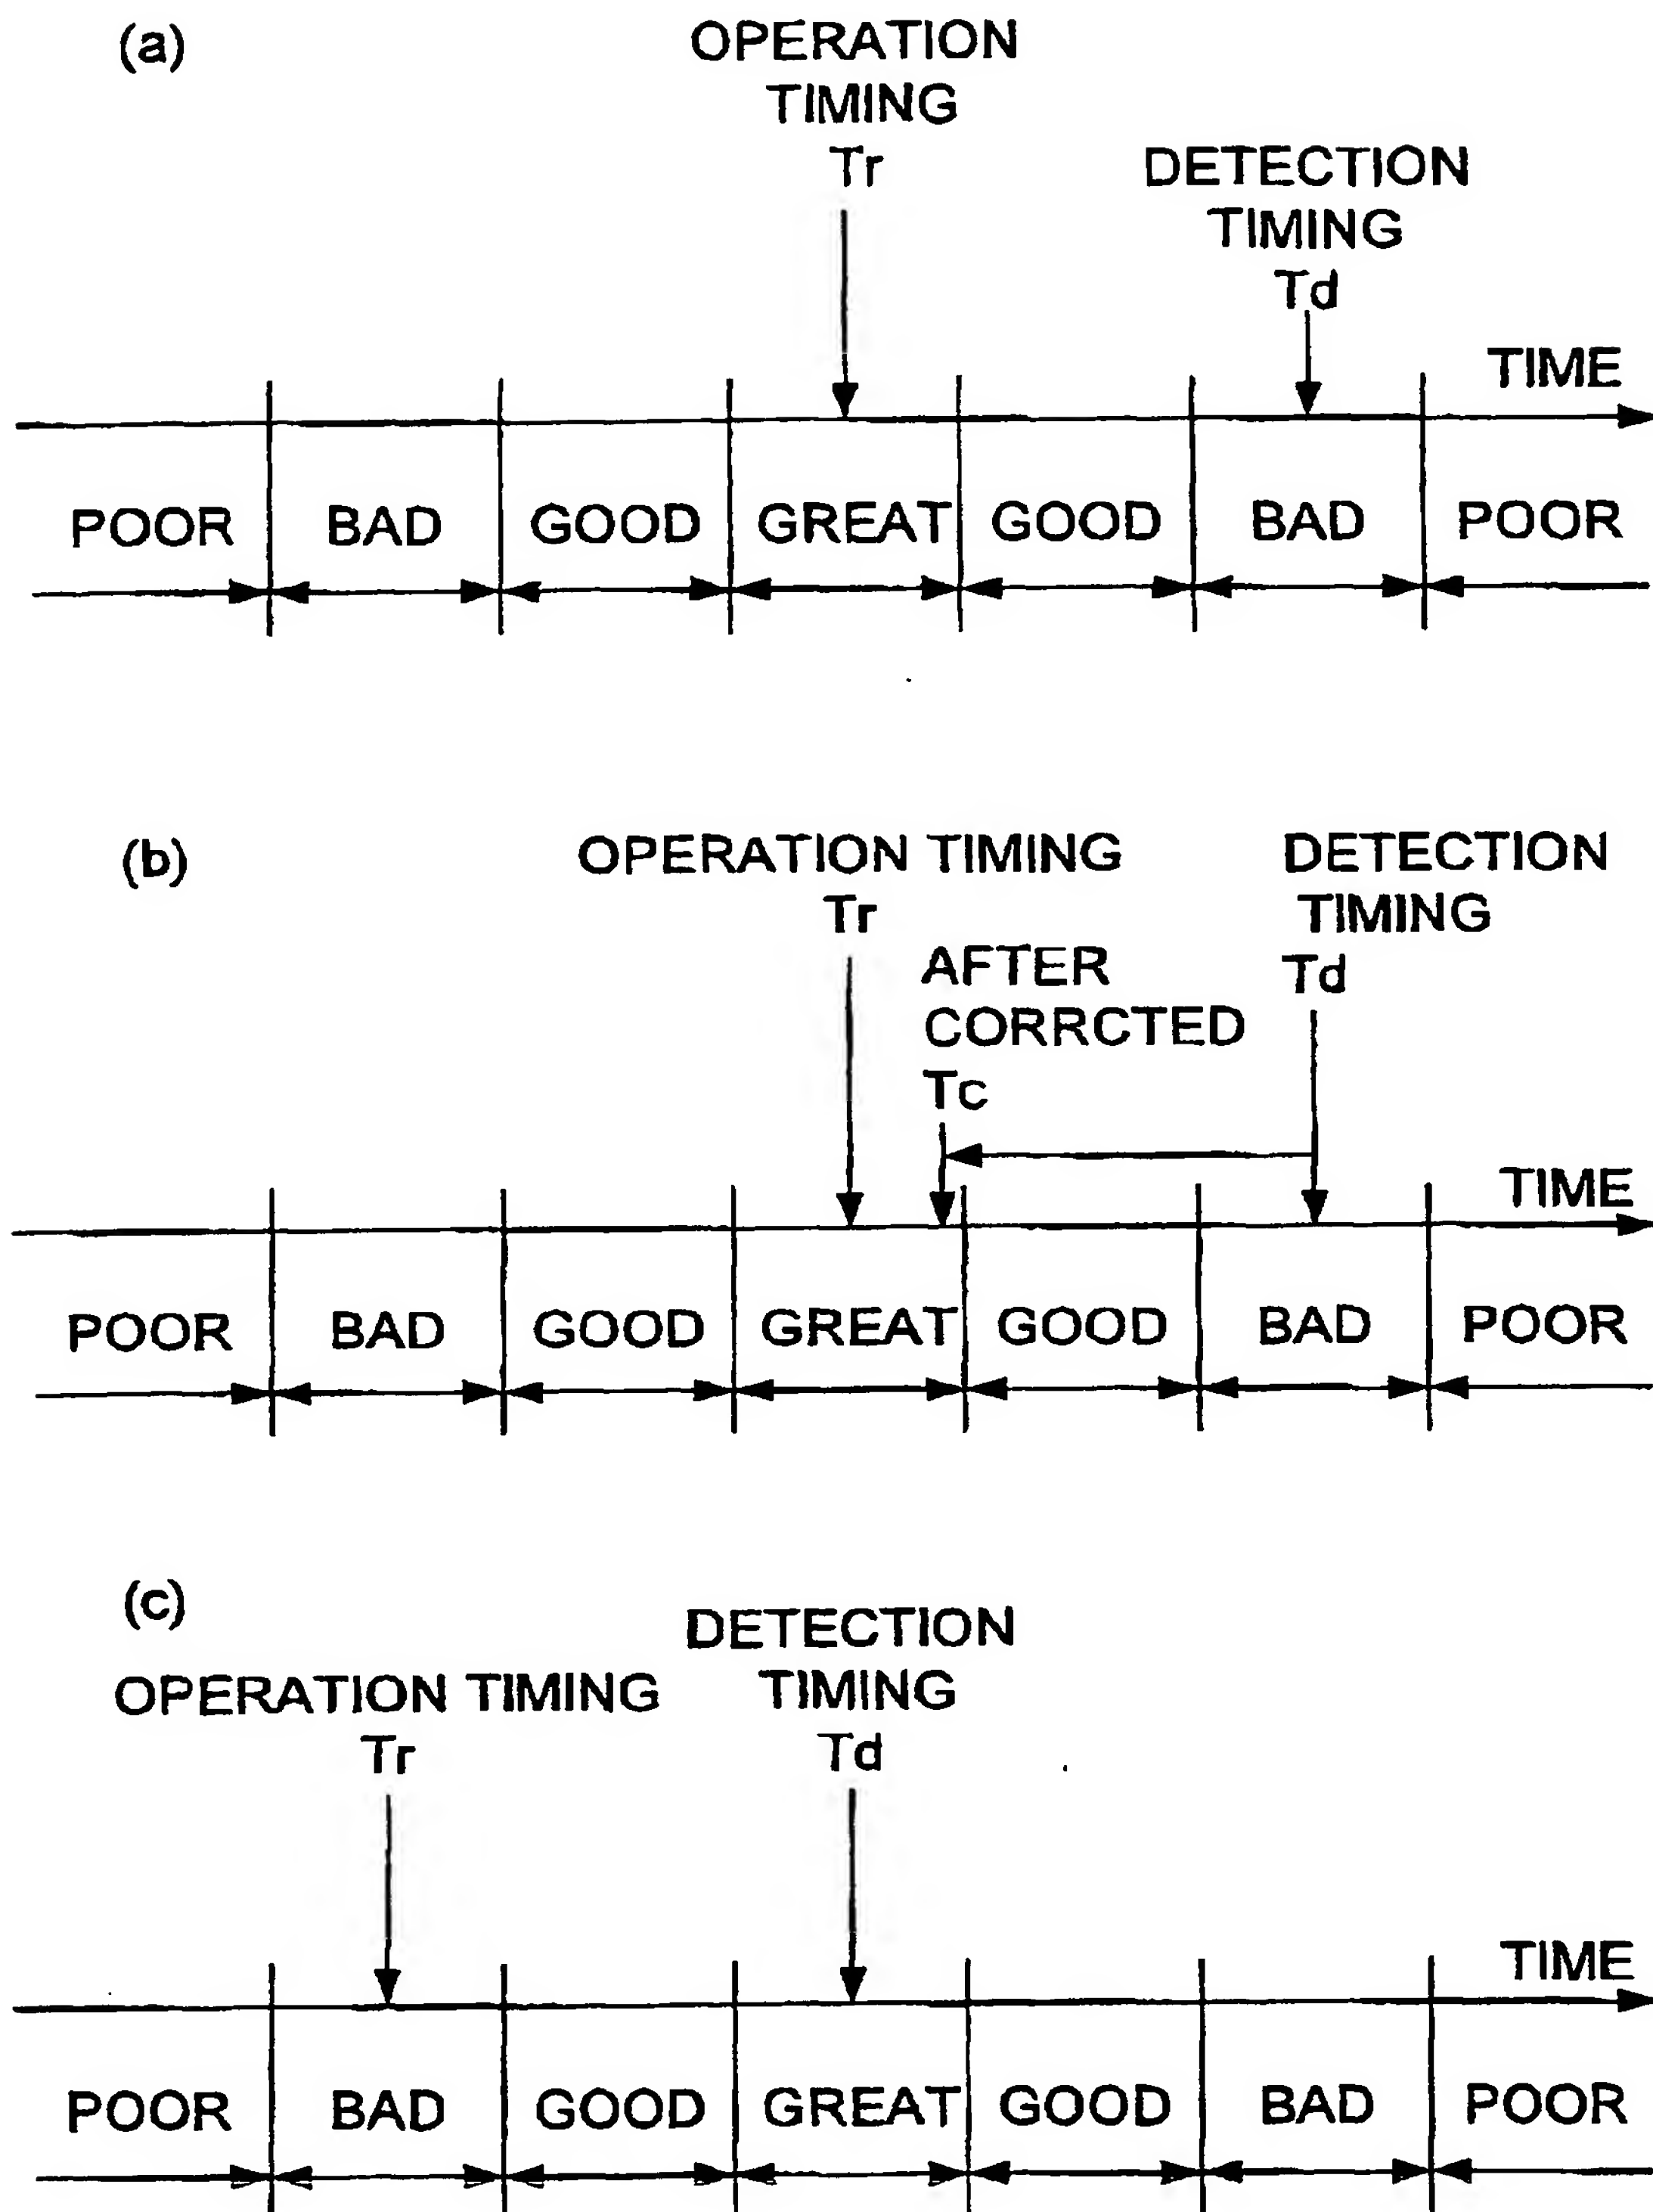 (a)
OPERATION
TIMING
Tr
DETECTION
TIMING
Td
TIME
POOR BAD GOOD GREAT GOOD BAD POOR
(b)
OPERATION TIMING
Tr
DETECTION
TIMING
Td
AFTER
CORRCTED
Tc
TIME
POOR BAD GOOD GREAT GOOD BAD POOR
(c)
OPERATION TIMING
Tr
DETECTION
TIMING
Td
TIME
POOR BAD GOOD GREAT GOOD BAD POOR